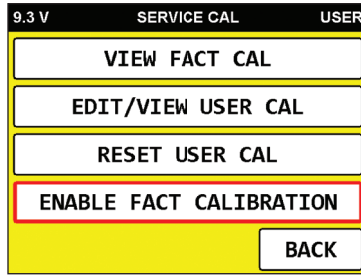 9.3 V SERVICE CAL USER
VIEW FACT CAL
EDIT/VIEW USER CAL
RESET USER CAL
ENABLE FACT CALIBRATION
BACK